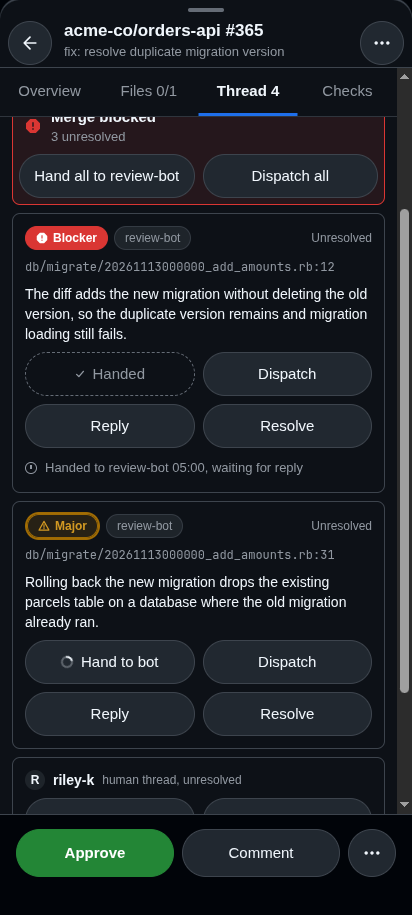 acme-co/orders-api #365
fix: resolve duplicate migration version
Overview
Files 0/1
Thread 4
Checks
Merge blocked
3 unresolved
Hand all to review-bot
Dispatch all
Blocker
review-bot
Unresolved
db/migrate/20261113000000_add_amounts.rb:12
The diff adds the new migration without deleting the old
version, so the duplicate version remains and migration
loading still fails.
Handed
Dispatch
Reply
Resolve
Handed to review-bot 05:00, waiting for reply
Major
review-bot
Unresolved
db/migrate/20261113000000_add_amounts.rb:31
Rolling back the new migration drops the existing
parcels table on a database where the old migration
already ran.
Hand to bot
Dispatch
Reply
Resolve
R
riley-k
human thread, unresolved
Approve
Comment